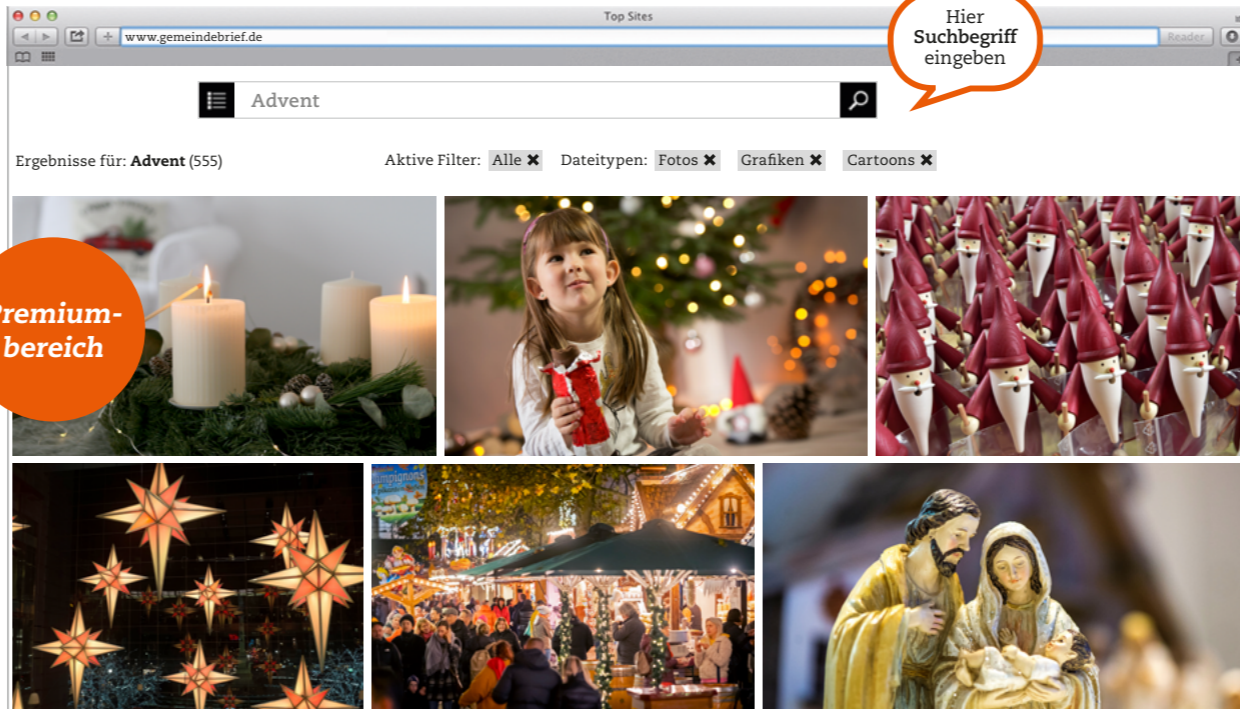 Top Sites
www.gemeindebrief.de
Reader
Hier
Suchbegriff
eingeben
Advent
Ergebnisse für: Advent (555)
Aktive Filter: Alle ✖ Dateitypen: Fotos ✖ Grafiken ✖ Cartoons ✖
Premium-
bereich